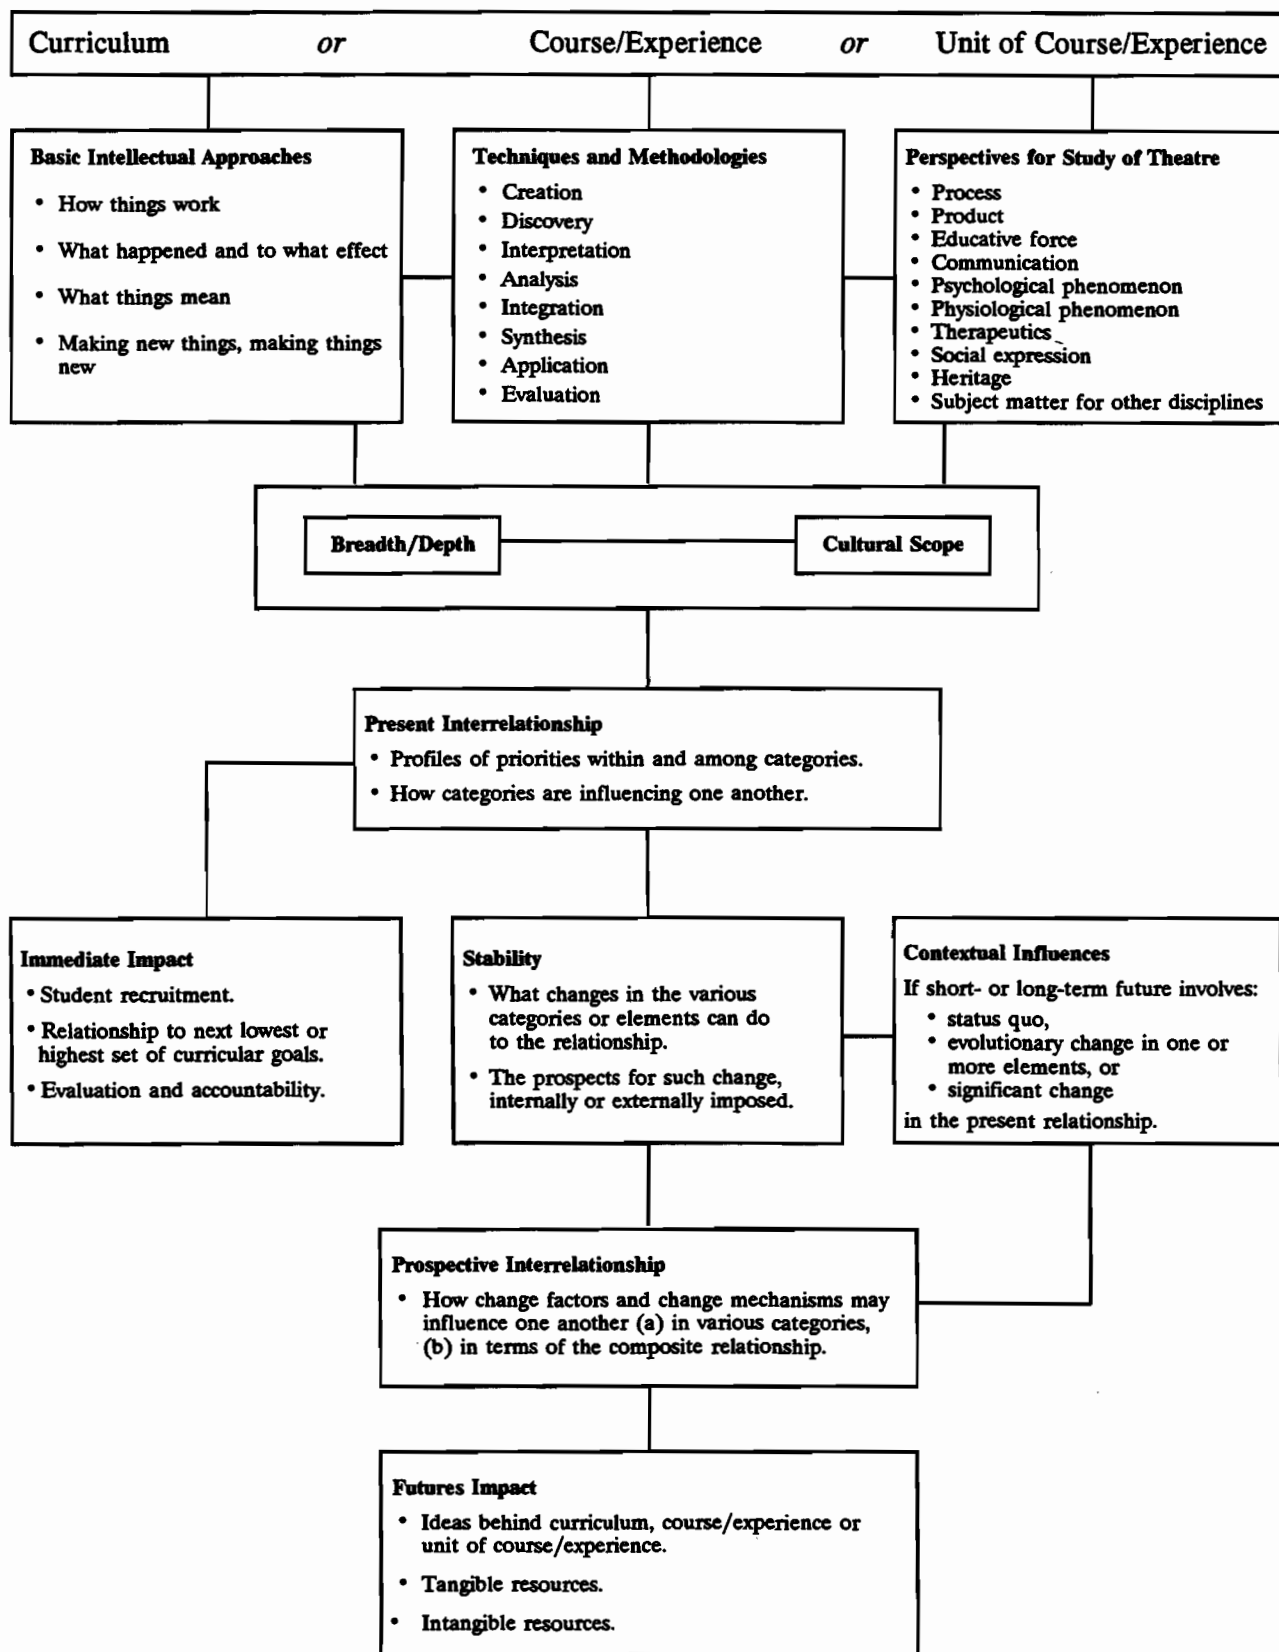 Curriculum or Course/Experience or Unit of Course/Experience
Basic Intellectual Approaches
• How things work
• What happened and to what effect
• What things mean
• Making new things, making things
new
Techniques and Methodologies
• Creation
• Discovery
• Interpretation
• Analysis
• Integration
• Synthesis
• Application
• Evaluation
Perspectives for Study of Theatre
• Process
• Product
• Educative force
• Communication
• Psychological phenomenon
• Physiological phenomenon
• Therapeutics
• Social expression
• Heritage
• Subject matter for other disciplines
Breadth/Depth
Cultural Scope
Present Interrelationship
• Profiles of priorities within and among categories.
• How categories are influencing one another.
Immediate Impact
• Student recruitment.
• Relationship to next lowest or
highest set of curricular goals.
• Evaluation and accountability.
Stability
• What changes in the various
categories or elements can do
to the relationship.
• The prospects for such change,
internally or externally imposed.
Contextual Influences
If short- or long-term future involves:
• status quo,
• evolutionary change in one or
more elements, or
• significant change
in the present relationship.
Prospective Interrelationship
• How change factors and change mechanisms may
influence one another (a) in various categories,
(b) in terms of the composite relationship.
Futures Impact
• Ideas behind curriculum, course/experience or
unit of course/experience.
• Tangible resources.
• Intangible resources.